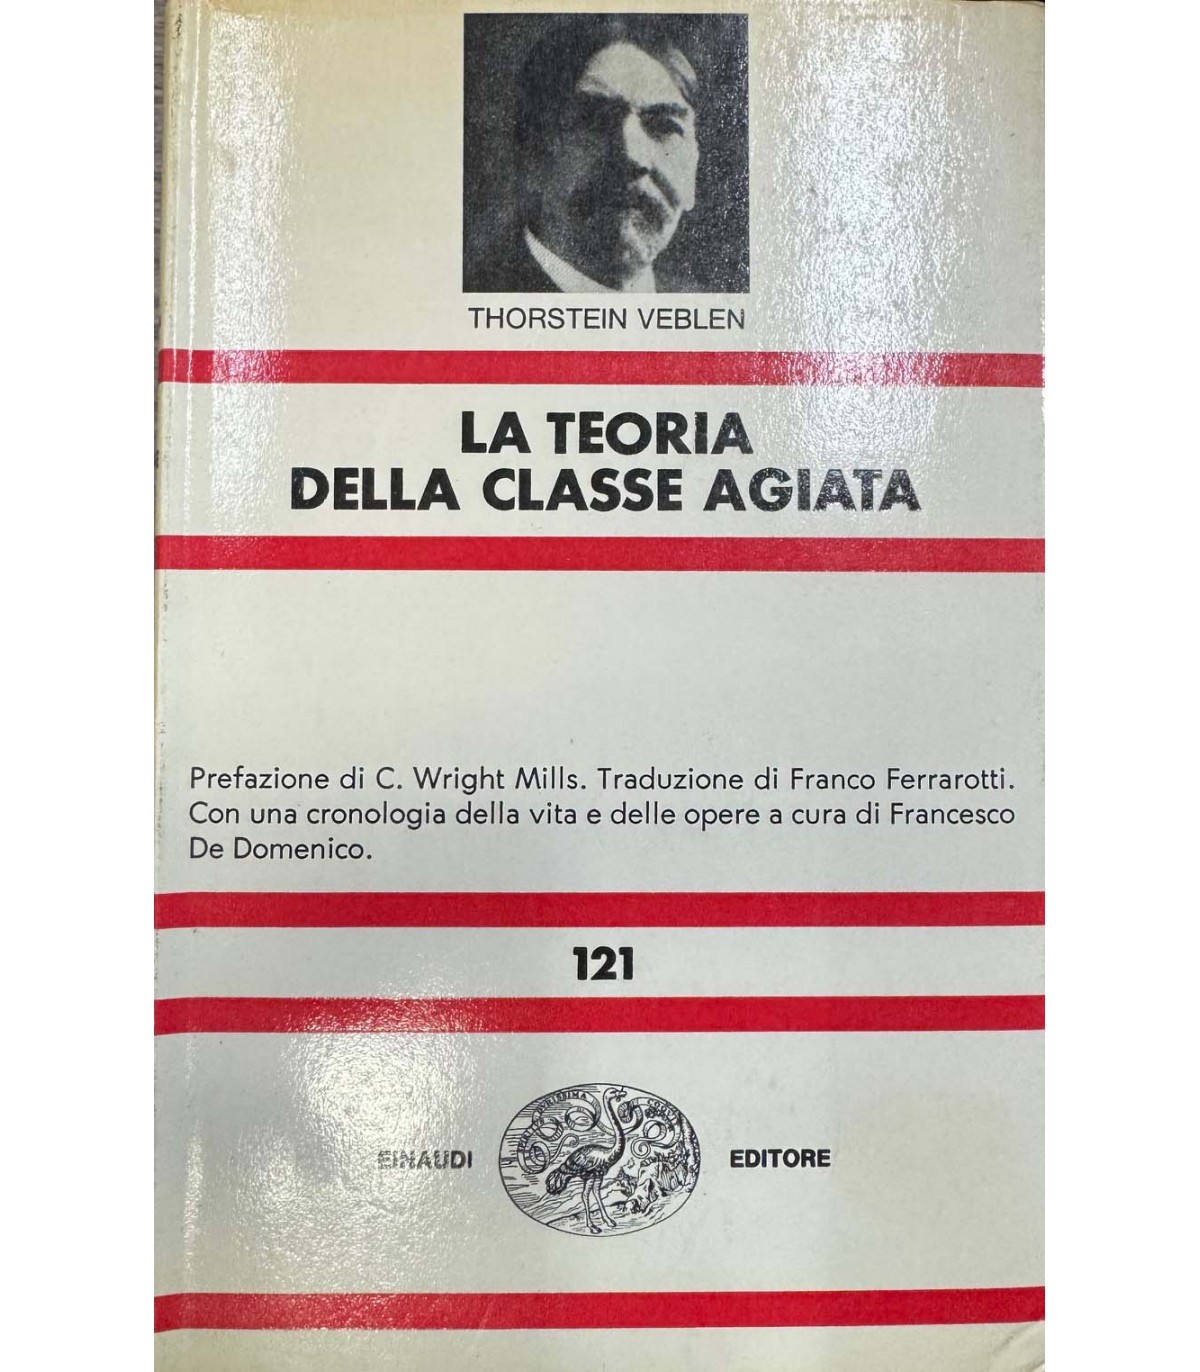 THORSTEIN VEBLEN
LA TEORIA
DELLA CLASSE AGIATA
Prefazione di C. Wright Mills. Traduzione di Franco Ferrarotti.
Con una cronologia della vita e delle opere a cura di Francesco
De Domenico.
121
EINAUDI
EDITORE